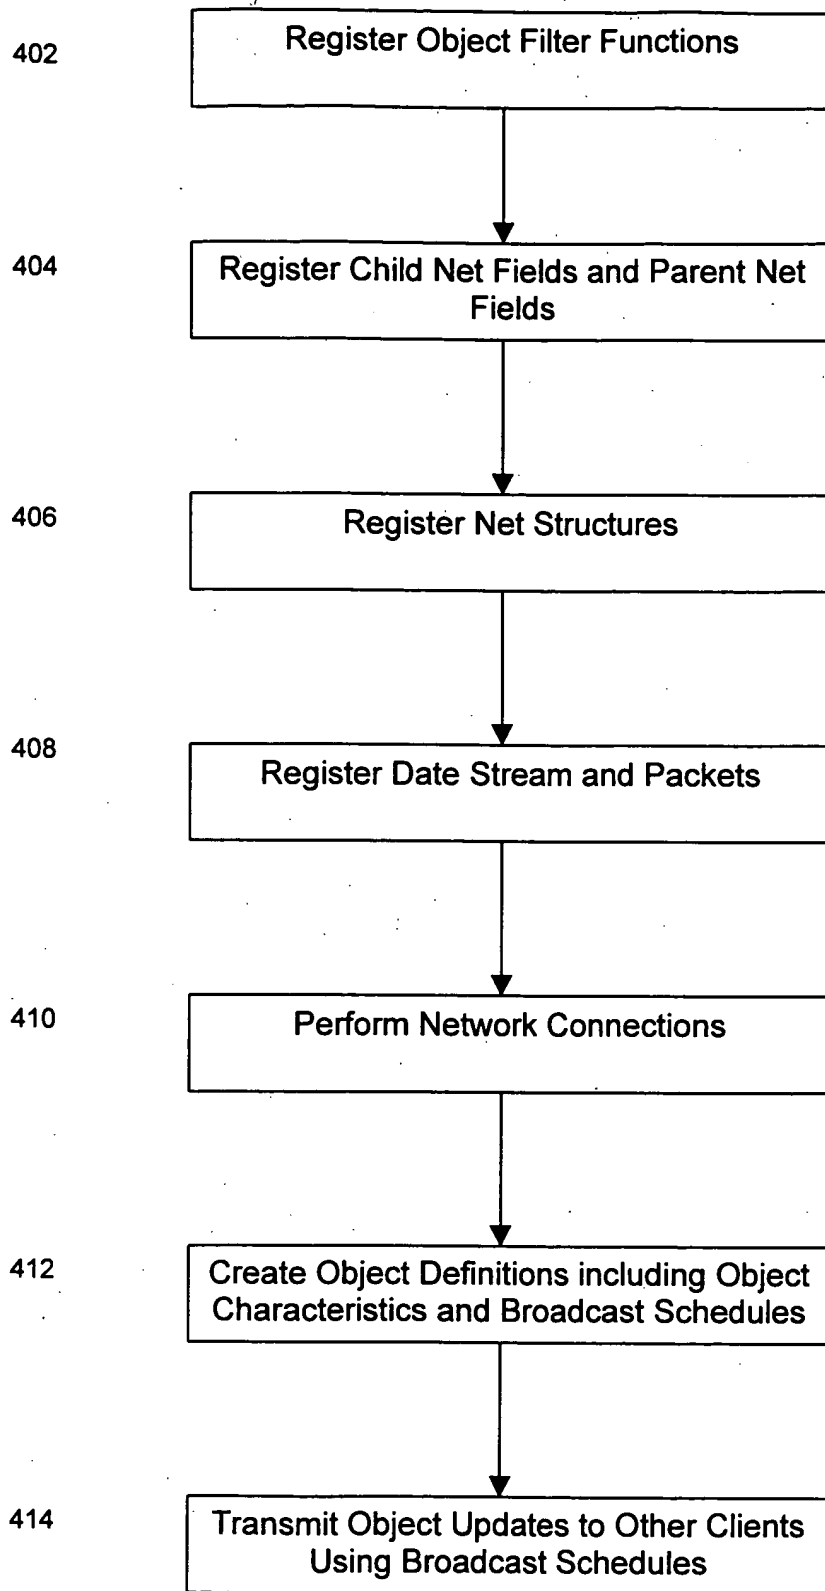 402
Register Object Filter Functions
404
Register Child Net Fields and Parent Net
Fields
406
Register Net Structures
408
Register Date Stream and Packets
410
Perform Network Connections
412
Create Object Definitions including Object
Characteristics and Broadcast Schedules
414
Transmit Object Updates to Other Clients
Using Broadcast Schedules